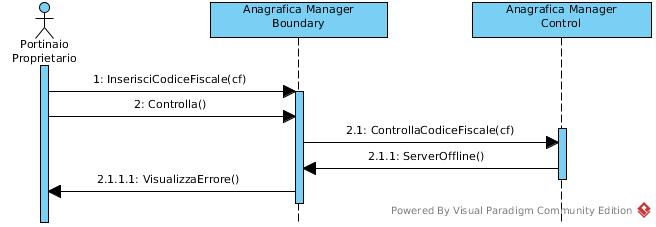 Portinaio
Proprietario
Anagrafica Manager
Boundary
Anagrafica Manager
Control
1: InserisciCodiceFiscale(cf)
2: Controlla()
2.1: ControllaCodiceFiscale(cf)
2.1.1: ServerOffline()
2.1.1.1: VisualizzaErrore()
Powered By Visual Paradigm Community Edition